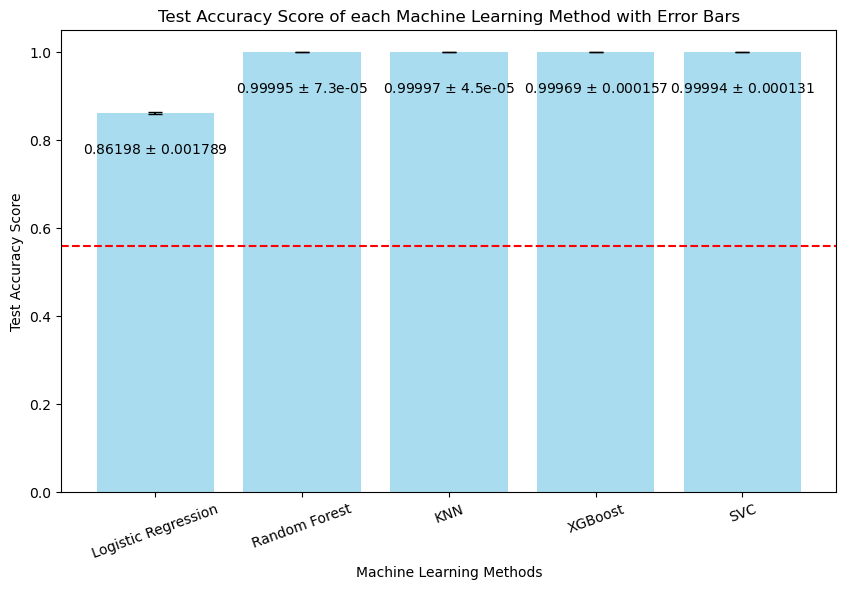 Test Accuracy Score of each Machine Learning Method with Error Bars
Test Accuracy Score
1.0
0.8
0.6
0.4
0.2
0.0
0.86198 ± 0.001789
0.99995 ± 7.3e-05
0.99997 ± 4.5e-05
0.99969 ± 0.000157
0.99994 ± 0.000131
Logistic Regression
Random Forest
KNN
XGBoost
SVC
Machine Learning Methods